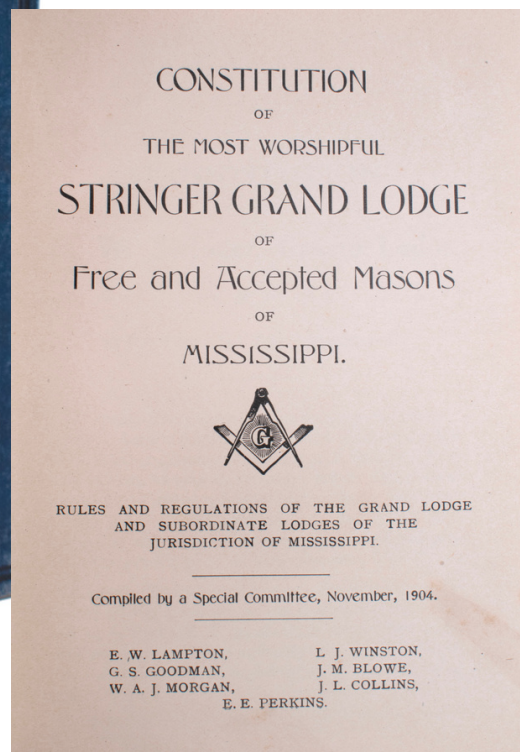 CONSTITUTION
OF
THE MOST WORSHIPFUL
STRINGER GRAND LODGE
OF
Free and Accepted Masons
OF
MISSISSIPPI.
G
RULES AND REGULATIONS OF THE GRAND LODGE
AND SUBORDINATE LODGES OF THE
JURISDICTION OF MISSISSIPPI.
Compiled by a Special Committee, November, 1904.
E. W. LAMPTON, L J. WINSTON,
G. S. GOODMAN, J. M. BLOWE,
W. A. J. MORGAN, J. L. COLLINS,
E. E. PERKINS.